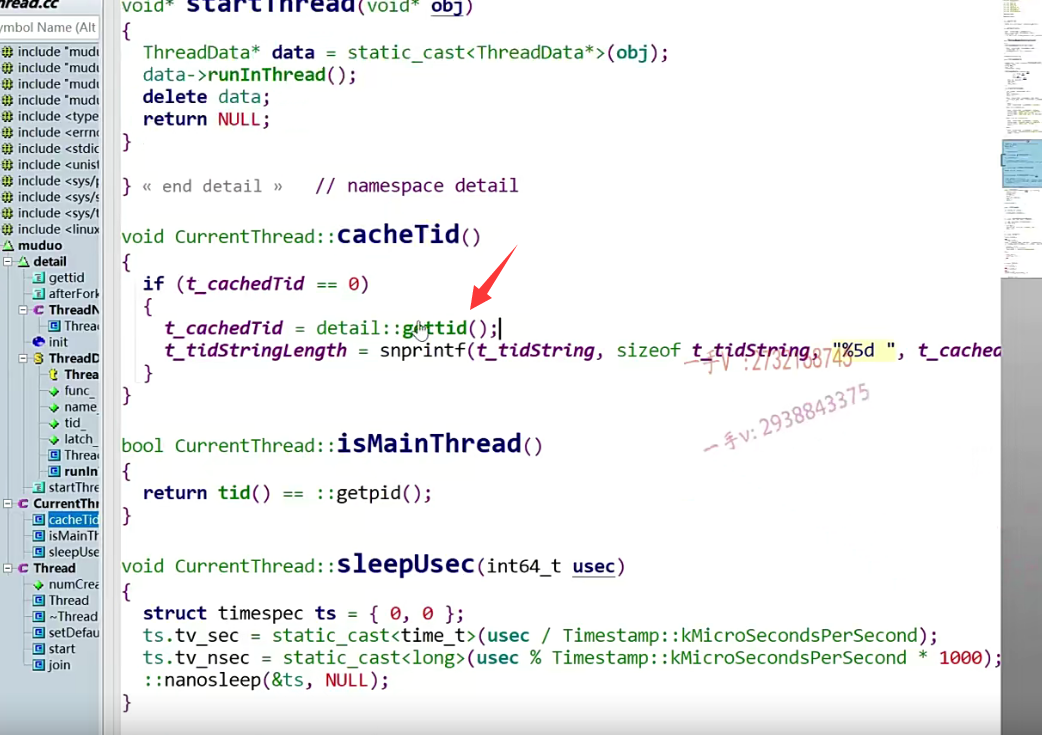 hread.cc
void* startThread(void* obj)
ymbol Name (Alt
{
ThreadData* data = static_cast<ThreadData*>(obj);
data->runInThread();
delete data;
return NULL;
}
} « end detail » // namespace detail
void CurrentThread::cacheTid()
{
if (t_cachedTid == 0)
{
t_cachedTid = detail::gettid();
t_tidStringLength = snprintf(t_tidString, sizeof t_tidString, "%5d ", t_cached
}
}
一手V :2732188743
一手v:2938843375
bool CurrentThread::isMainThread()
{
return tid() == ::getpid();
}
void CurrentThread::sleepUsec(int64_t usec)
{
struct timespec ts = { 0, 0 };
ts.tv_sec = static_cast<time_t>(usec / Timestamp::kMicroSecondsPerSecond);
ts.tv_nsec = static_cast<long>(usec % Timestamp::kMicroSecondsPerSecond * 1000);
::nanosleep(&ts, NULL);
}
include "mudu
include "mudu
include "mudu
include "mudu
include <type
include <errno
include <stdio
include <unist
include <sys/p
include <sys/s
include <sys/t
include <linux
muduo
detail
gettid
afterFork
ThreadN
Threa
init
ThreadD
Threa
func_
name_
tid_
latch_
Threa
runIn
startThre
CurrentThr
cacheTid
isMainTh
sleepUse
Thread
numCrea
Thread
~Thread
setDefau
start
join